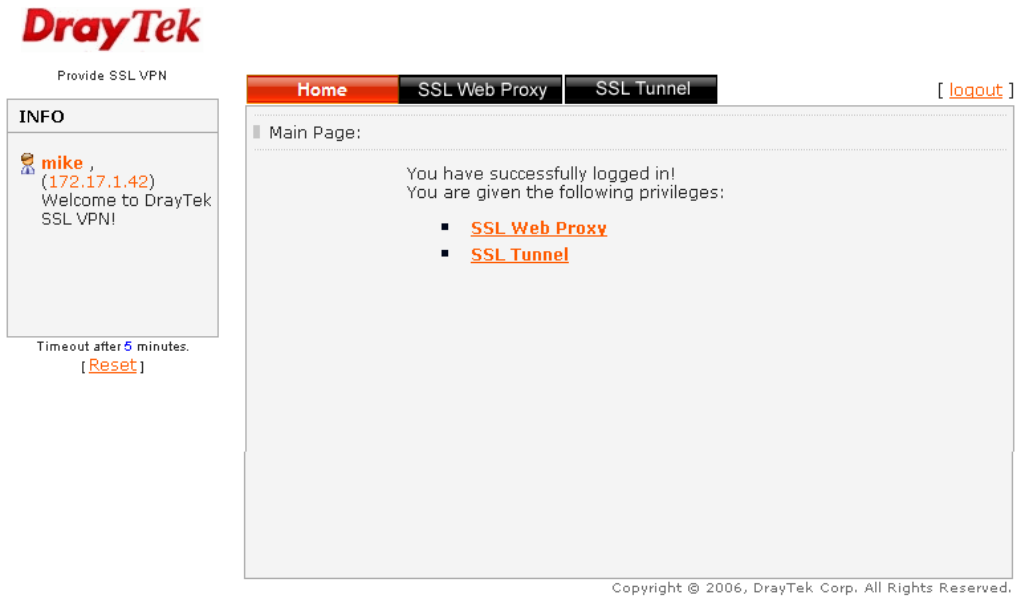 DrayTek
Provide SSL VPN
Home
SSL Web Proxy
SSL Tunnel
[ logout ]
INFO
mike ,
(172.17.1.42)
Welcome to DrayTek
SSL VPN!
Timeout after 5 minutes.
[ Reset ]
Main Page:
You have successfully logged in!
You are given the following privileges:
SSL Web Proxy
SSL Tunnel
Copyright © 2006, DrayTek Corp. All Rights Reserved.